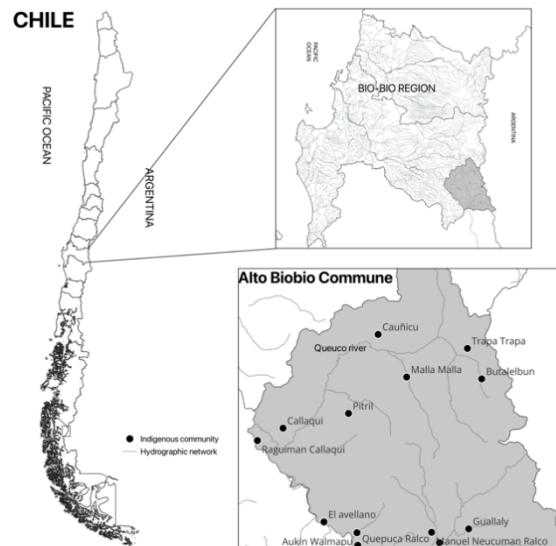 CHILE
PACIFIC OCEAN
ARGENTINA
PACIFIC
OCEAN
BIO-BIO REGION
ARGENTINA
Indigenous community
Hydrographic network
Alto Biobio Commune
Cauñicu
Queuco river
Trapa Trapa
Malla Malla
Butalelbun
Pitril
Callaqui
Raguiman Callaqui
El avellano
Guallaly
Aukin Walmapu
Quepuca Ralco
Manuel Neucuman Ralco